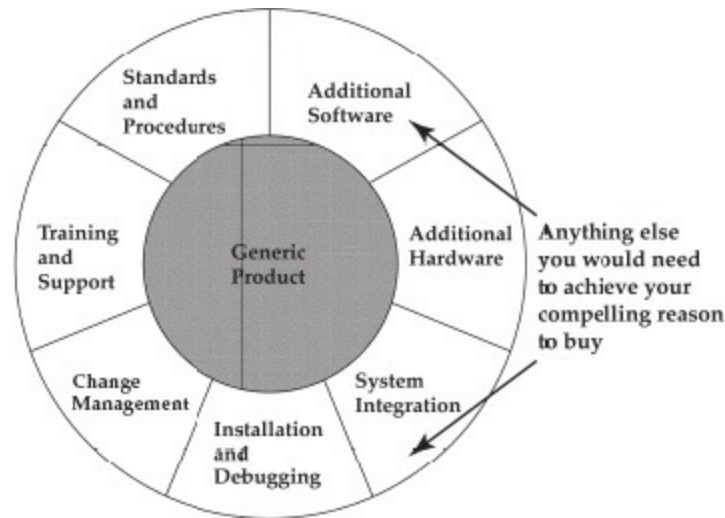 Standards
and
Procedures
Additional
Software
Additional
Hardware
System
Integration
Installation
and
Debugging
Change
Management
Training
and
Support
Generic
Product
Anything else
you would need
to achieve your
compelling reason
to buy